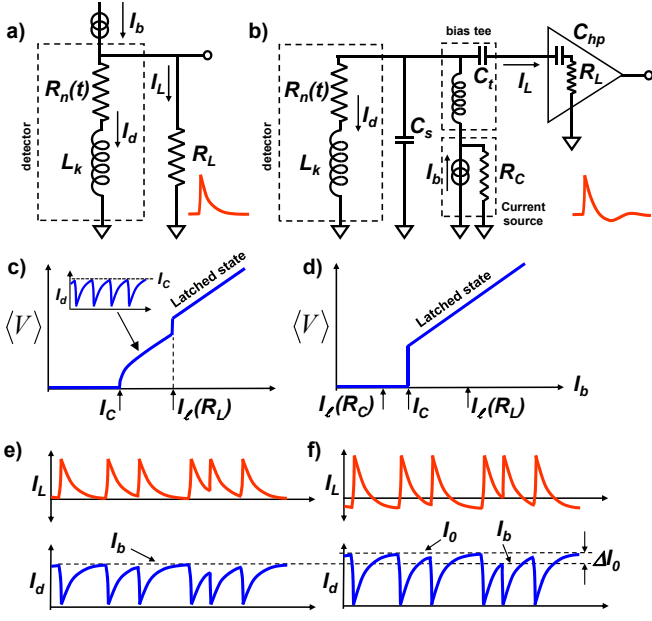 a)
I_b
R_n(t)
I_L
I_d
detector
L_k
R_L
b)
bias tee
C_hp
R_n(t)
C_t
I_L
R_L
I_d
C_s
detector
L_k
I_b
R_C
Current
source
c)
I_C
I_d
Latched state
⟨V⟩
I_C
I_ℓ(R_L)
d)
Latched state
⟨V⟩
I_b
I_ℓ(R_C)
I_C
I_ℓ(R_L)
e)
I_L
I_b
I_d
f)
I_L
I_0
I_b
ΔI_0
I_d